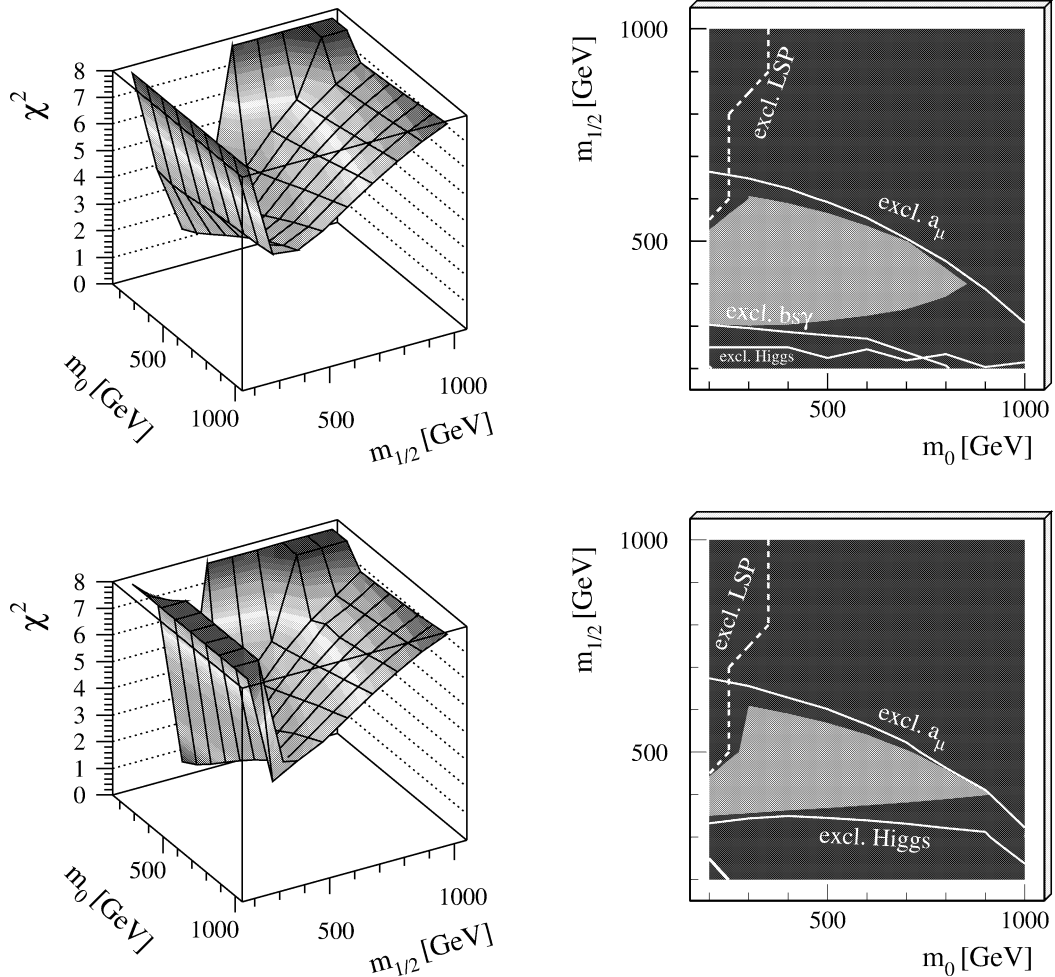 χ²
8
7
6
5
4
3
2
1
0
500
1000
m₀ [GeV]
500
1000
m₁/₂ [GeV]
m₁/₂ [GeV]
1000
500
excl. LSP
excl. aμ
excl. bsγ
excl. Higgs
500
1000
m₀ [GeV]
χ²
8
7
6
5
4
3
2
1
0
500
1000
m₀ [GeV]
500
1000
m₁/₂ [GeV]
m₁/₂ [GeV]
1000
500
excl. LSP
excl. aμ
excl. Higgs
500
1000
m₀ [GeV]